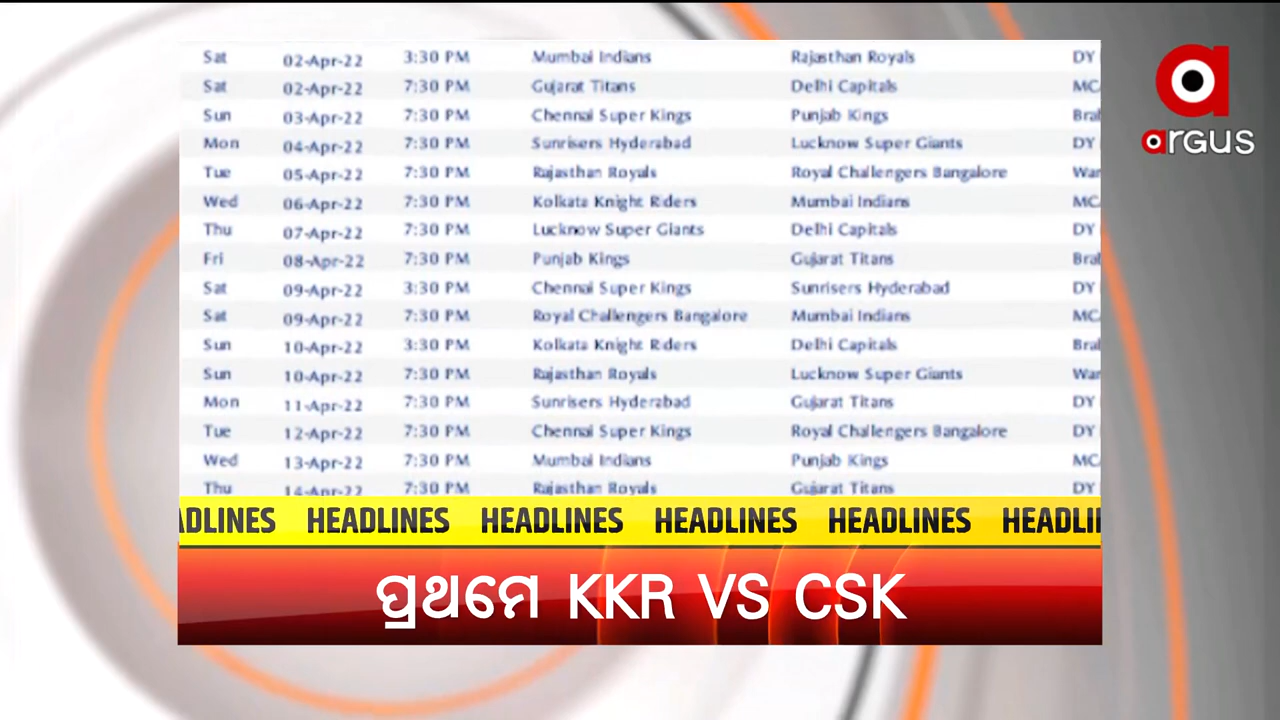 Sat 02-Apr-22 3:30 PM Mumbai Indians Rajasthan Royals DY
Sat 02-Apr-22 7:30 PM Gujarat Titans Delhi Capitals MC
Sun 03-Apr-22 7:30 PM Chennai Super Kings Punjab Kings
Mon 04-Apr-22 7:30 PM Sunrisers Hyderabad Lucknow Super Giants DY
Tue 05-Apr-22 7:30 PM Rajasthan Royals Royal Challengers Bangalore
Wed 06-Apr-22 7:30 PM Kolkata Knight Riders Mumbai Indians MC
Thu 07-Apr-22 7:30 PM Lucknow Super Giants Delhi Capitals DY
Fri 08-Apr-22 7:30 PM Punjab Kings Gujarat Titans
Sat 09-Apr-22 3:30 PM Chennai Super Kings Sunrisers Hyderabad DY
Sat 09-Apr-22 7:30 PM Royal Challengers Bangalore Mumbai Indians MC
Sun 10-Apr-22 3:30 PM Kolkata Knight Riders Delhi Capitals
Sun 10-Apr-22 7:30 PM Rajasthan Royals Lucknow Super Giants
Mon 11-Apr-22 7:30 PM Sunrisers Hyderabad Gujarat Titans DY
Tue 12-Apr-22 7:30 PM Chennai Super Kings Royal Challengers Bangalore DY
Wed 13-Apr-22 7:30 PM Mumbai Indians Punjab Kings MC
Thu 14-Apr-22 7:30 PM Rajasthan Royals Gujarat Titans DY
argus
ADLINES HEADLINES HEADLINES HEADLINES HEADLINES HEADLI
ପ୍ରଥମେ KKR VS CSK